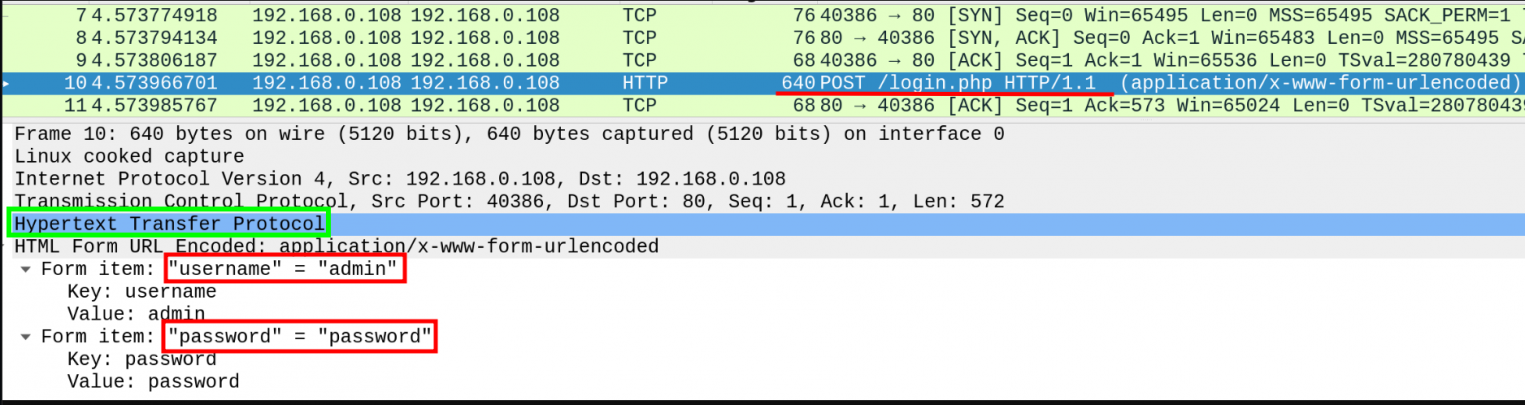 7 4.573774918 192.168.0.108 192.168.0.108 TCP 76 40386 → 80 [SYN] Seq=0 Win=65495 Len=0 MSS=65495 SACK_PERM=1
8 4.573794134 192.168.0.108 192.168.0.108 TCP 76 80 → 40386 [SYN, ACK] Seq=0 Ack=1 Win=65483 Len=0 MSS=65495
9 4.573806187 192.168.0.108 192.168.0.108 TCP 68 40386 → 80 [ACK] Seq=1 Ack=1 Win=65536 Len=0 TSval=280780439
10 4.573966701 192.168.0.108 192.168.0.108 HTTP 640 POST /login.php HTTP/1.1 (application/x-www-form-urlencoded)
11 4.573985767 192.168.0.108 192.168.0.108 TCP 68 80 → 40386 [ACK] Seq=1 Ack=573 Win=65024 Len=0 TSval=280780439
Frame 10: 640 bytes on wire (5120 bits), 640 bytes captured (5120 bits) on interface 0
Linux cooked capture
Internet Protocol Version 4, Src: 192.168.0.108, Dst: 192.168.0.108
Transmission Control Protocol, Src Port: 40386, Dst Port: 80, Seq: 1, Ack: 1, Len: 572
Hypertext Transfer Protocol
HTML Form URL Encoded: application/x-www-form-urlencoded
Form item: "username" = "admin"
Key: username
Value: admin
Form item: "password" = "password"
Key: password
Value: password